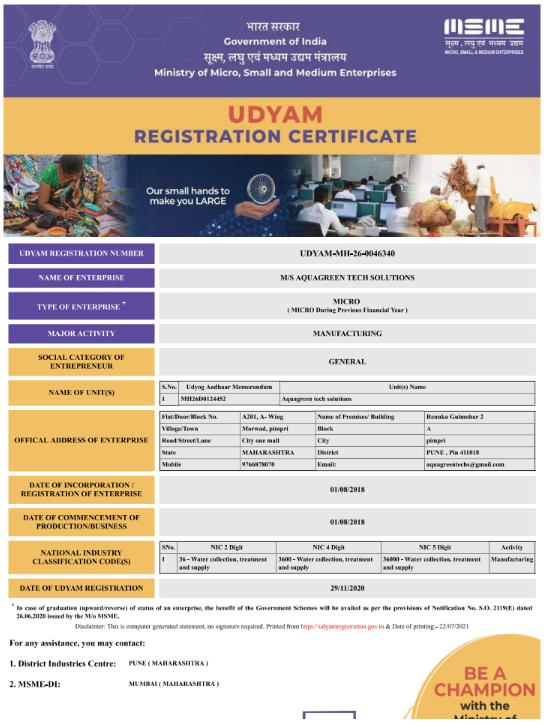 भारत सरकार
Government of India
सूक्ष्म, लघु एवं मध्यम उद्यम मंत्रालय
Ministry of Micro, Small and Medium Enterprises
सत्यमेव जयते
MSME
सूक्ष्म, लघु एवं मध्यम उद्यम
MICRO, SMALL & MEDIUM ENTERPRISES
UDYAM
REGISTRATION CERTIFICATE
Our small hands to
make you LARGE
UDYAM REGISTRATION NUMBER UDYAM-MH-26-0046340
NAME OF ENTERPRISE M/S AQUAGREEN TECH SOLUTIONS
TYPE OF ENTERPRISE * MICRO
( MICRO During Previous Financial Year )
MAJOR ACTIVITY MANUFACTURING
SOCIAL CATEGORY OF
ENTREPRENEUR GENERAL
NAME OF UNIT(S)
S.No. Udyog Aadhaar Memorandum Unit(s) Name
1 MH26D0124452 Aquagreen tech solutions
OFFICAL ADDRESS OF ENTERPRISE
Flat/Door/Block No. A201, A- Wing Name of Premises/ Building Renuka Gulmohar 2
Village/Town Morwad, pimpri Block A
Road/Street/Lane City one mall City pimpri
State MAHARASHTRA District PUNE , Pin 411018
Mobile 9766878070 Email: aquagreentechs@gmail.com
DATE OF INCORPORATION /
REGISTRATION OF ENTERPRISE 01/08/2018
DATE OF COMMENCEMENT OF
PRODUCTION/BUSINESS 01/08/2018
NATIONAL INDUSTRY
CLASSIFICATION CODE(S)
SNo. NIC 2 Digit NIC 4 Digit NIC 5 Digit Activity
1 36 - Water collection, treatment and supply 3600 - Water collection, treatment and supply 36000 - Water collection, treatment and supply Manufacturing
DATE OF UDYAM REGISTRATION 29/11/2020
* In case of graduation (upward/reverse) of status of an enterprise, the benefit of the Government Schemes will be availed as per the provisions of Notification No. S.O. 2119(E) dated
26.06.2020 issued by the M/o MSME.
Disclaimer: This is computer generated statement, no signature required. Printed from https://udyamregistration.gov.in & Date of printing:- 22/07/2021
For any assistance, you may contact:
1. District Industries Centre: PUNE ( MAHARASHTRA )
2. MSME-DI: MUMBAI ( MAHARASHTRA )
BE A
CHAMPION
with the
Ministry of